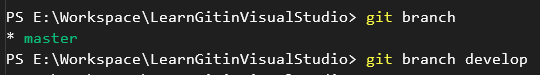 PS E:\Workspace\LearnGitinVisualStudio> git branch
* master
PS E:\Workspace\LearnGitinVisualStudio> git branch develop